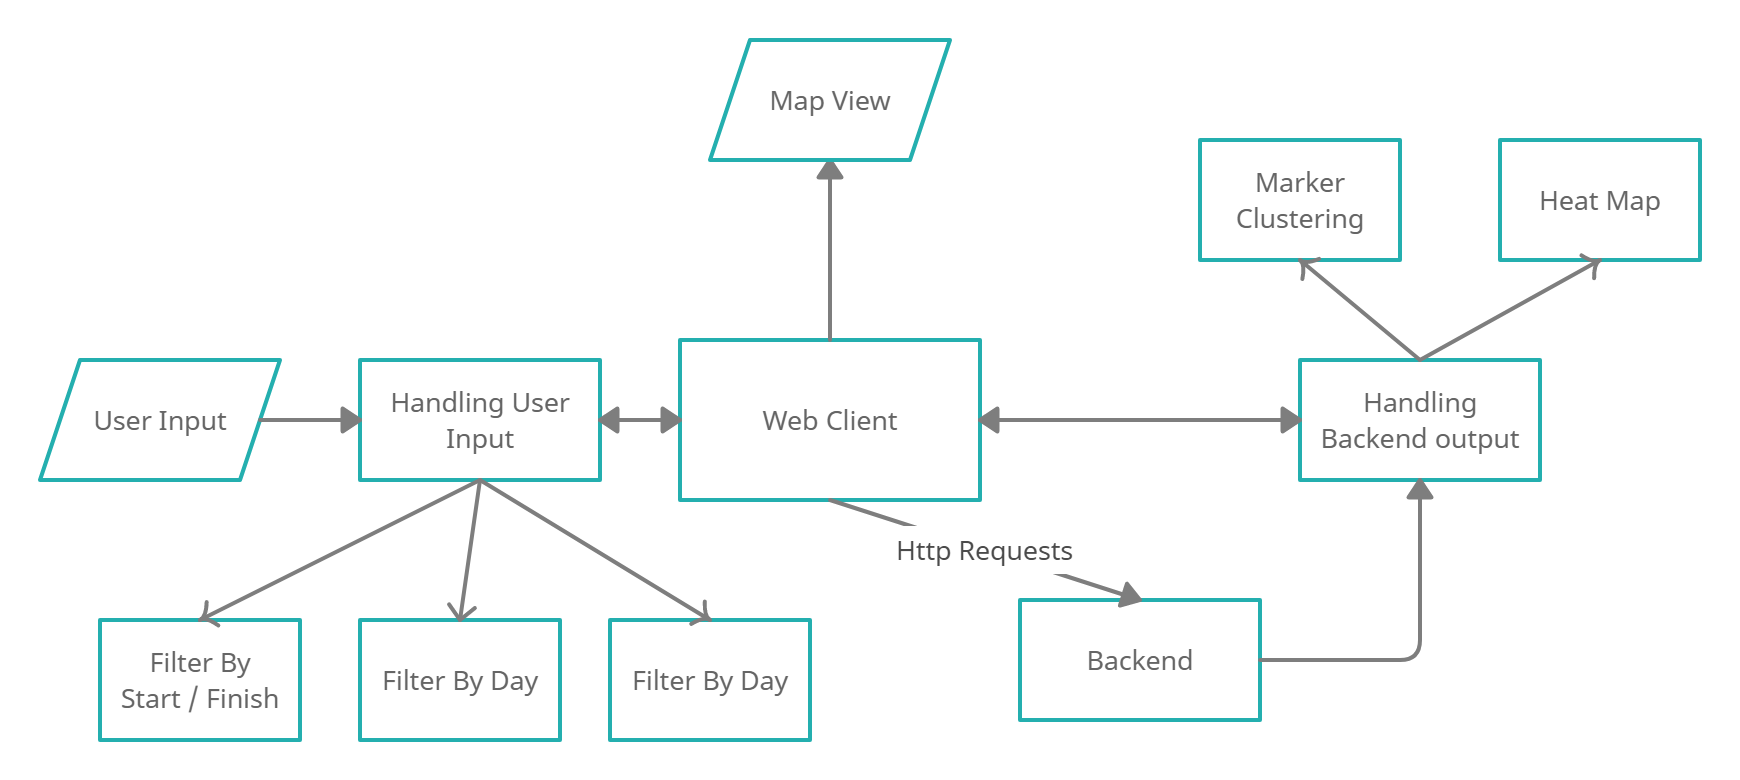 Map View
Marker
Clustering
Heat Map
User Input
Handling User
Input
Web Client
Handling
Backend output
Http Requests
Filter By
Start / Finish
Filter By Day
Filter By Day
Backend